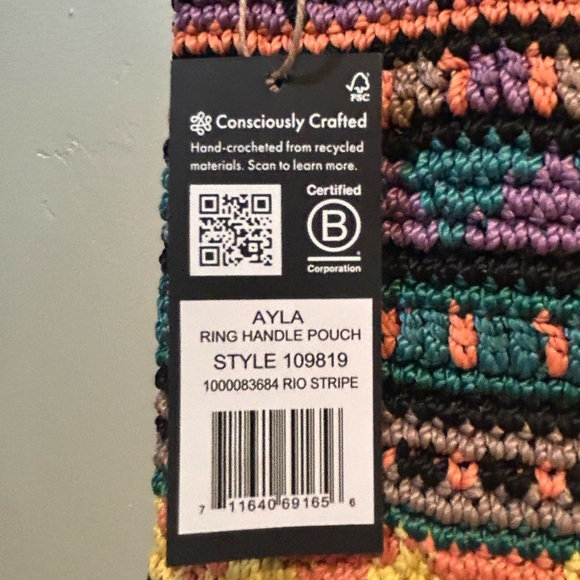 FSC
Consciously Crafted
Hand-crocheted from recycled
materials. Scan to learn more.
Certified
B
Corporation
AYLA
RING HANDLE POUCH
STYLE 109819
1000083684 RIO STRIPE
7 11640 69165 6